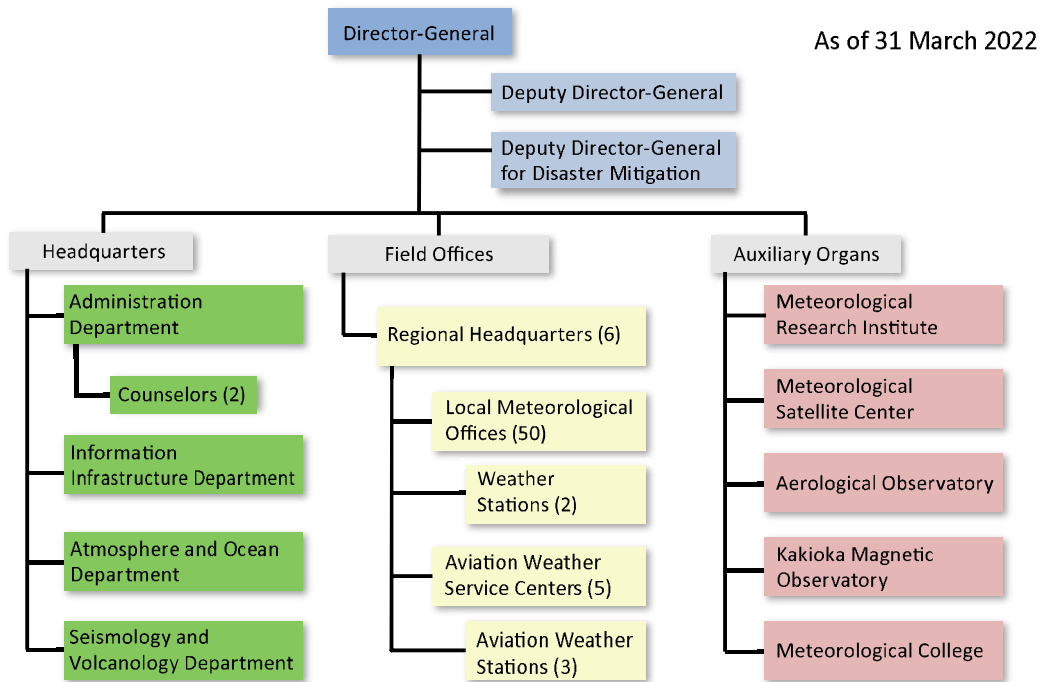 Director-General
As of 31 March 2022
Deputy Director-General
Deputy Director-General
for Disaster Mitigation
Headquarters
Field Offices
Auxiliary Organs
Administration
Department
Counselors (2)
Information
Infrastructure Department
Atmosphere and Ocean
Department
Seismology and
Volcanology Department
Regional Headquarters (6)
Local Meteorological
Offices (50)
Weather
Stations (2)
Aviation Weather
Service Centers (5)
Aviation Weather
Stations (3)
Meteorological
Research Institute
Meteorological
Satellite Center
Aerological Observatory
Kakioka Magnetic
Observatory
Meteorological College